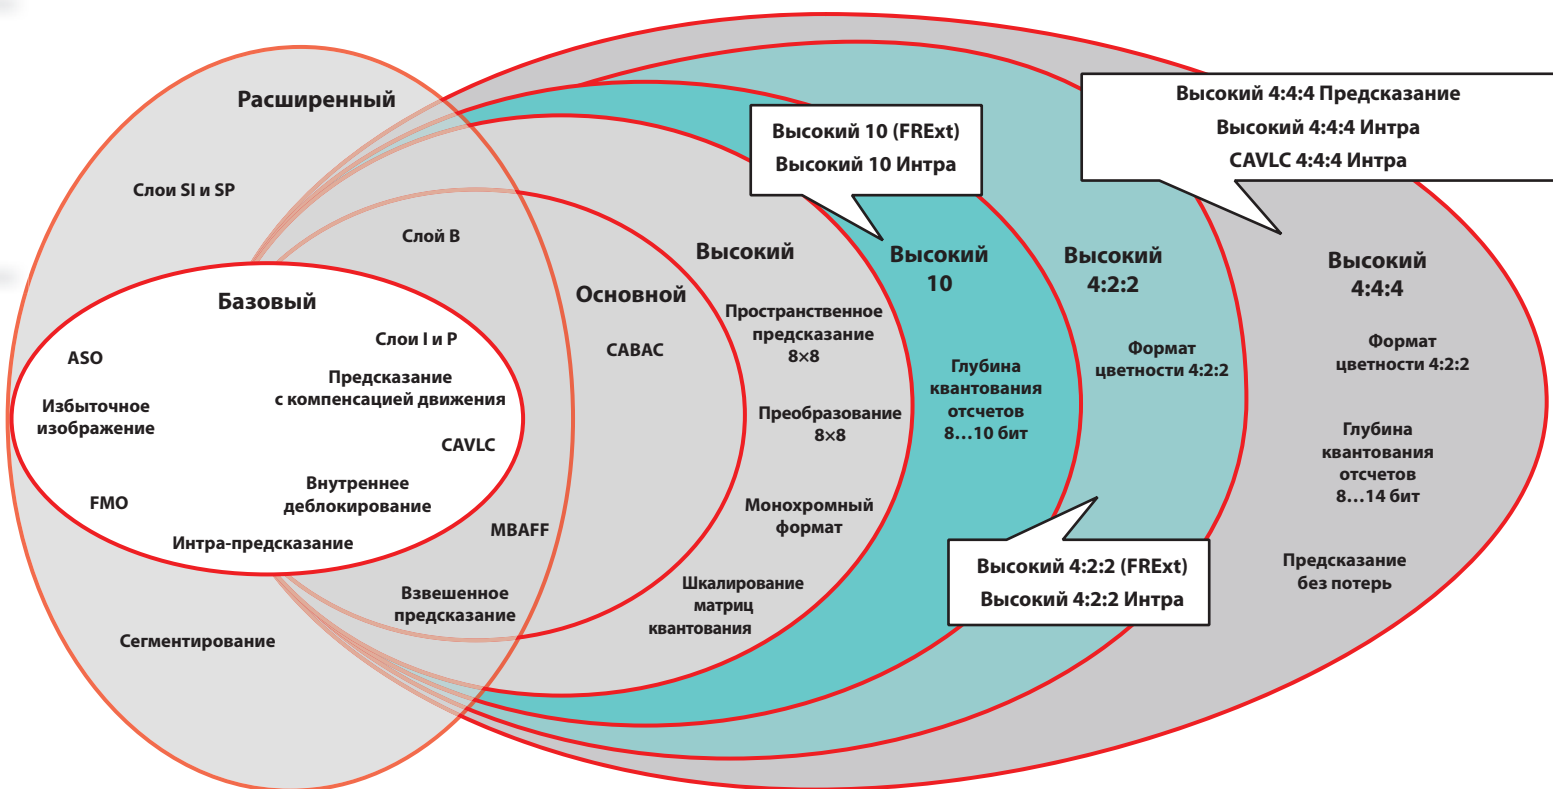 Расширенный
Слои SI и SP
Слой B
Базовый
Слои I и P
ASO
Предсказание
с компенсацией движения
Избыточное
изображение
CAVLC
FMO
Внутреннее
деблокирование
Интра-предсказание
MBAFF
Взвешенное
предсказание
Сегментирование
Основной
CABAC
Высокий
Пространственное
предсказание
8×8
Преобразование
8×8
Монохромный
формат
Шкалирование
матриц
квантования
Высокий 10 (FRExt)
Высокий 10 Интра
Высокий
10
Глубина
квантования
отсчетов
8...10 бит
Высокий
4:2:2
Формат
цветности 4:2:2
Высокий 4:2:2 (FRExt)
Высокий 4:2:2 Интра
Высокий 4:4:4 Предсказание
Высокий 4:4:4 Интра
CAVLC 4:4:4 Интра
Высокий
4:4:4
Формат
цветности 4:2:2
Глубина
квантования
отсчетов
8...14 бит
Предсказание
без потерь